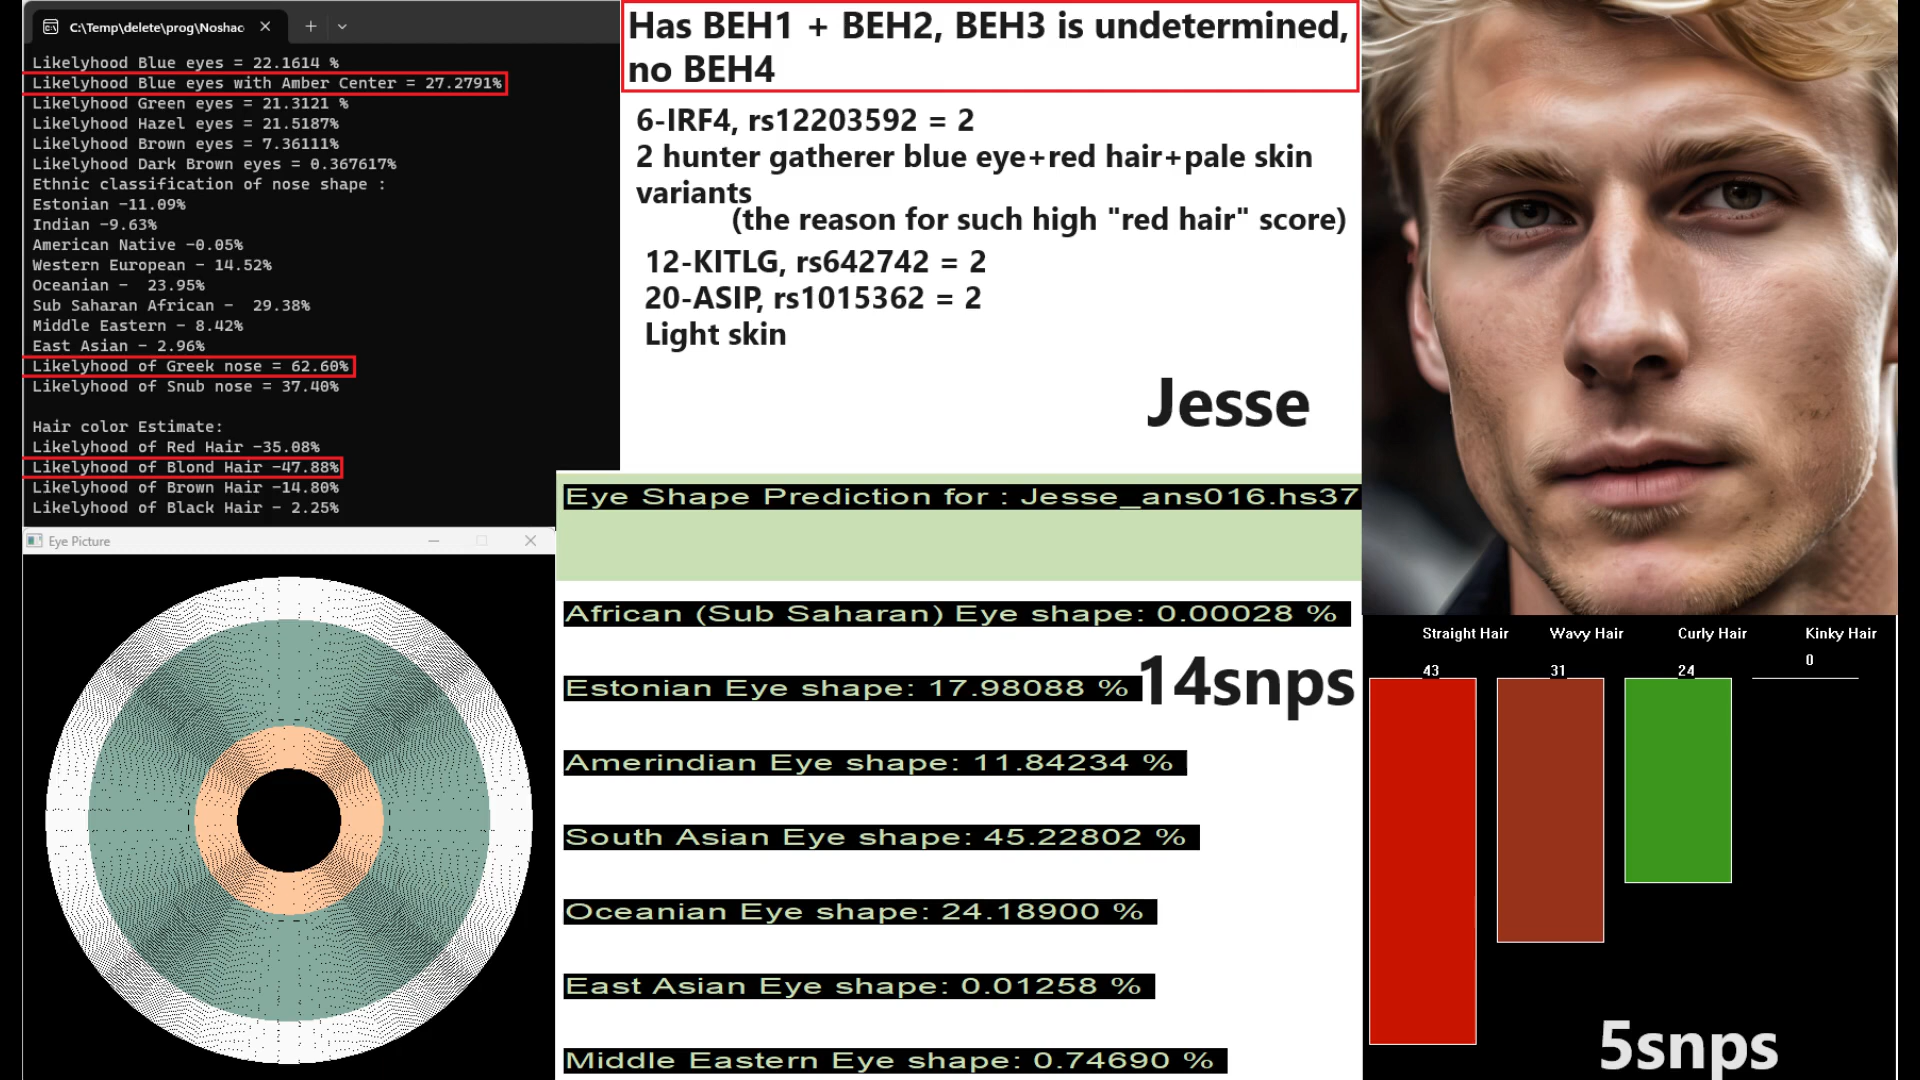 C:\Temp\delete\prog\Noshac
Likelyhood Blue eyes = 22.1614 %
Likelyhood Blue eyes with Amber Center = 27.2791%
Likelyhood Green eyes = 21.3121 %
Likelyhood Hazel eyes = 21.5187%
Likelyhood Brown eyes = 7.36111%
Likelyhood Dark Brown eyes = 0.367617%
Ethnic classification of nose shape :
Estonian -11.09%
Indian -9.63%
American Native -0.05%
Western European - 14.52%
Oceanian -  23.95%
Sub Saharan African -  29.38%
Middle Eastern - 8.42%
East Asian - 2.96%
Likelyhood of Greek nose = 62.60%
Likelyhood of Snub nose = 37.40%
Hair color Estimate:
Likelyhood of Red Hair -35.08%
Likelyhood of Blond Hair -47.88%
Likelyhood of Brown Hair -14.80%
Likelyhood of Black Hair - 2.25%
Has BEH1 + BEH2, BEH3 is undetermined,
no BEH4
6-IRF4, rs12203592 = 2
2 hunter gatherer blue eye+red hair+pale skin
variants
(the reason for such high "red hair" score)
12-KITLG, rs642742 = 2
20-ASIP, rs1015362 = 2
Light skin
Jesse
Eye Picture
Eye Shape Prediction for : Jesse_ans016.hs37
African (Sub Saharan) Eye shape: 0.00028 %
Estonian Eye shape: 17.98088 %
14snps
Amerindian Eye shape: 11.84234 %
South Asian Eye shape: 45.22802 %
Oceanian Eye shape: 24.18900 %
East Asian Eye shape: 0.01258 %
Middle Eastern Eye shape: 0.74690 %
Straight Hair Wavy Hair Curly Hair Kinky Hair
43 31 24 0
5snps